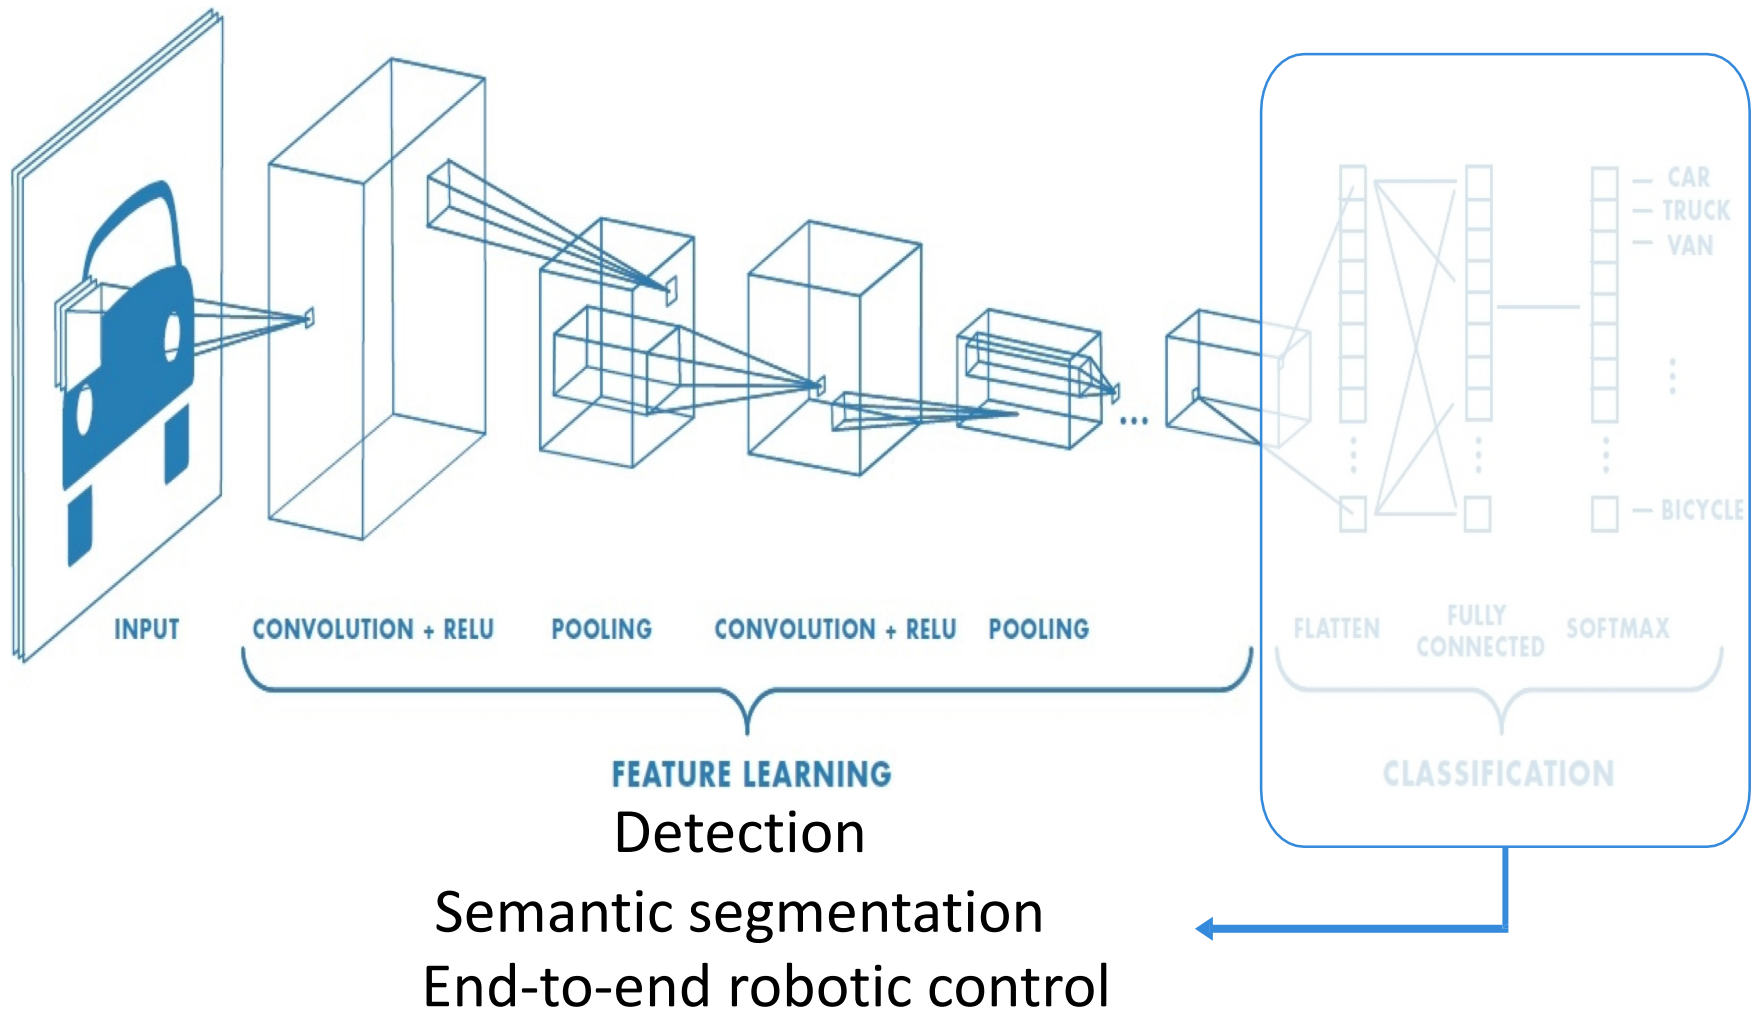 CAR
TRUCK
VAN
BICYCLE
INPUT
CONVOLUTION + RELU
POOLING
CONVOLUTION + RELU
POOLING
FLATTEN
FULLY
CONNECTED
SOFTMAX
FEATURE LEARNING
CLASSIFICATION
Detection
Semantic segmentation
End-to-end robotic control